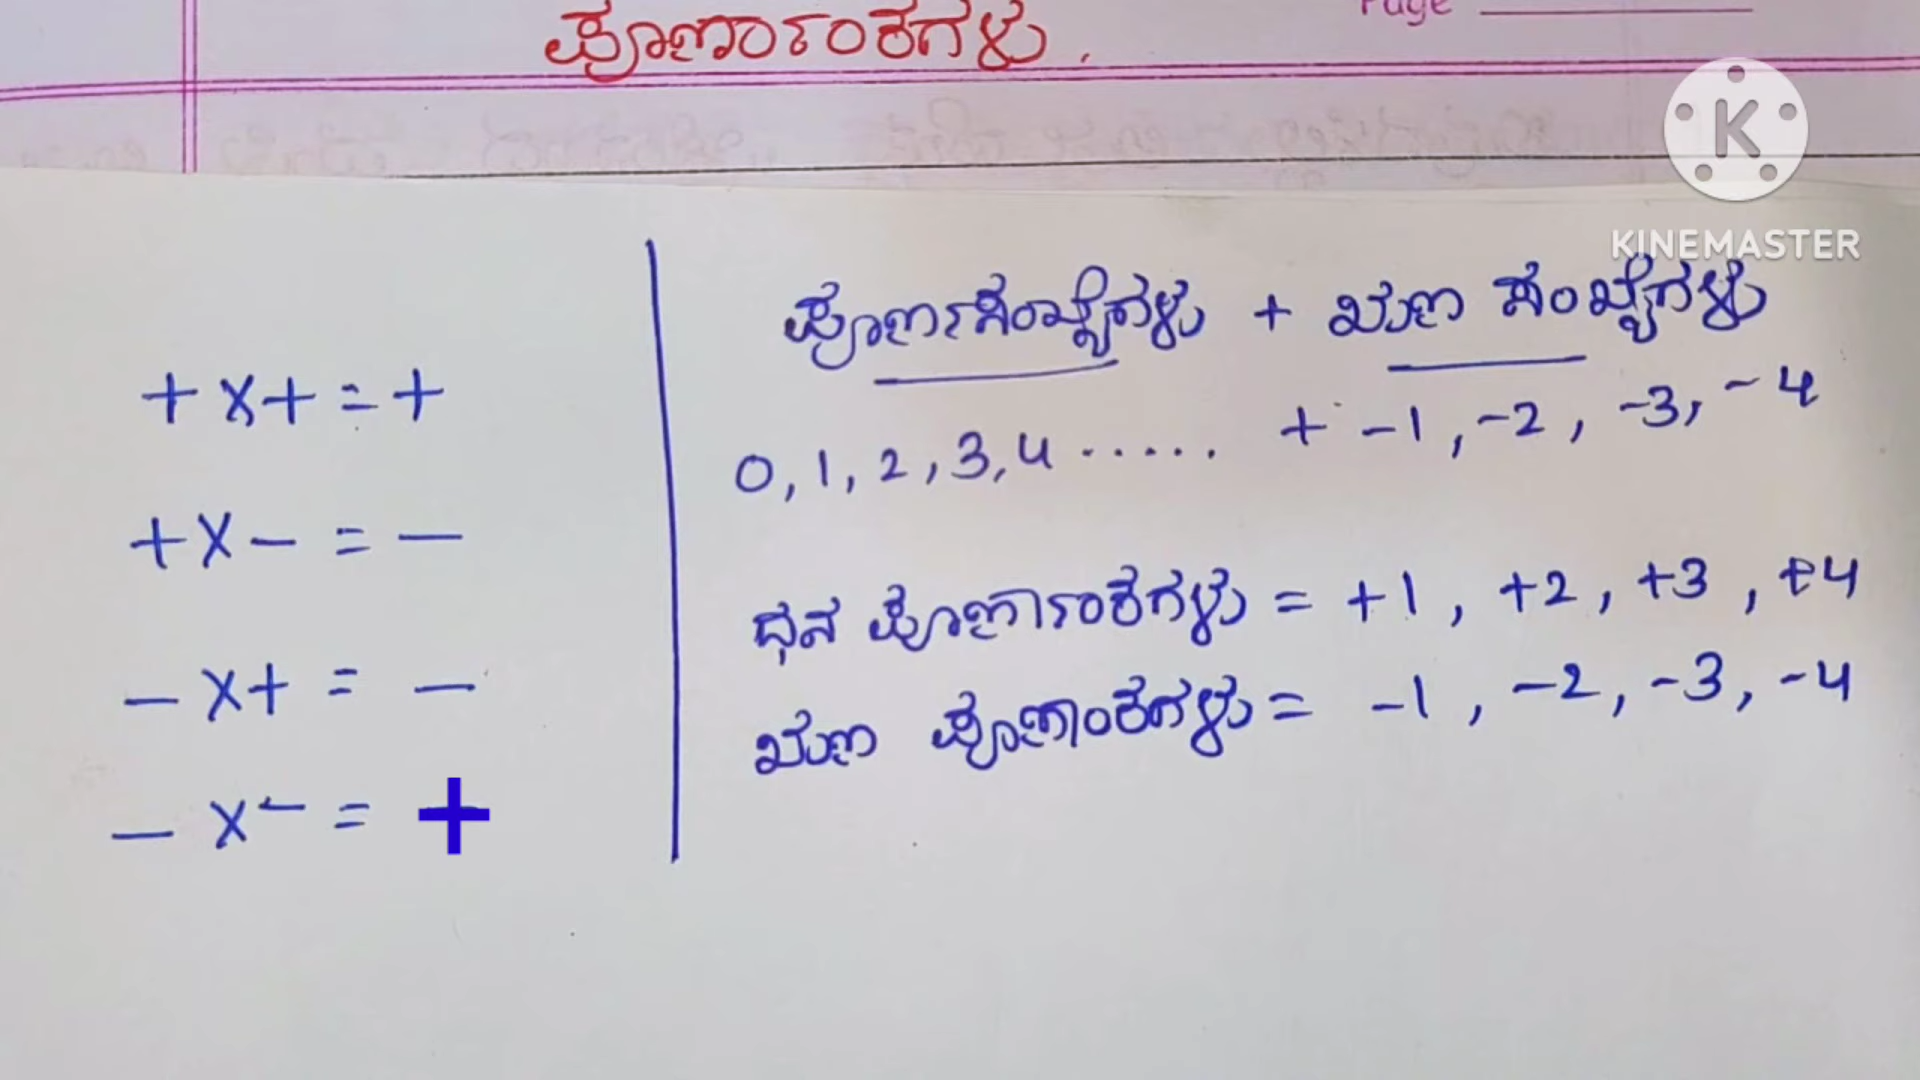 ಪೂರ್ಣಾಂಕಗಳು.
Page
KINEMASTER
+ x + = +
+ x - = -
- x + = -
- x - = +
ಪೂರ್ಣಸಂಖ್ಯೆಗಳು + ಋಣ ಸಂಖ್ಯೆಗಳು
0, 1, 2, 3, 4 ...... + -1, -2, -3, -4
ಧನ ಪೂರ್ಣಾಂಕಗಳು = +1, +2, +3, +4
ಋಣ ಪೂರ್ಣಾಂಕಗಳು = -1, -2, -3, -4